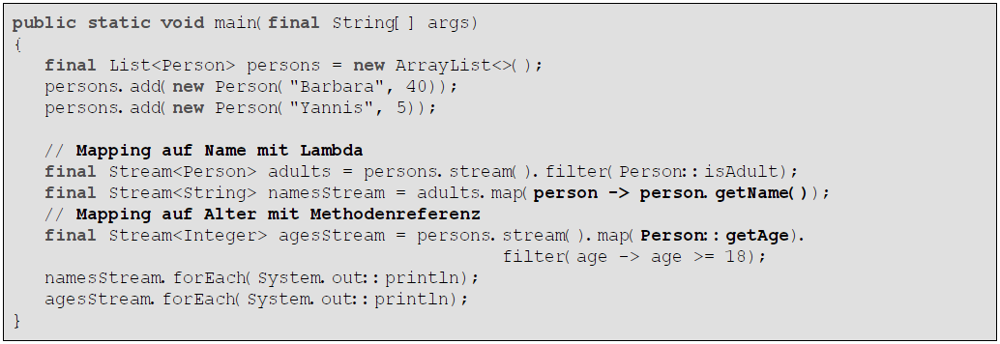 public static void main(final String[] args)
{
final List<Person> persons = new ArrayList<>();
persons.add(new Person("Barbara", 40));
persons.add(new Person("Yannis", 5));
// Mapping auf Name mit Lambda
final Stream<Person> adults = persons.stream().filter(Person::isAdult);
final Stream<String> namesStream = adults.map(person -> person.getName());
// Mapping auf Alter mit Methodenreferenz
final Stream<Integer> agesStream = persons.stream().map(Person::getAge).
filter(age -> age >= 18);
namesStream.forEach(System.out::println);
agesStream.forEach(System.out::println);
}